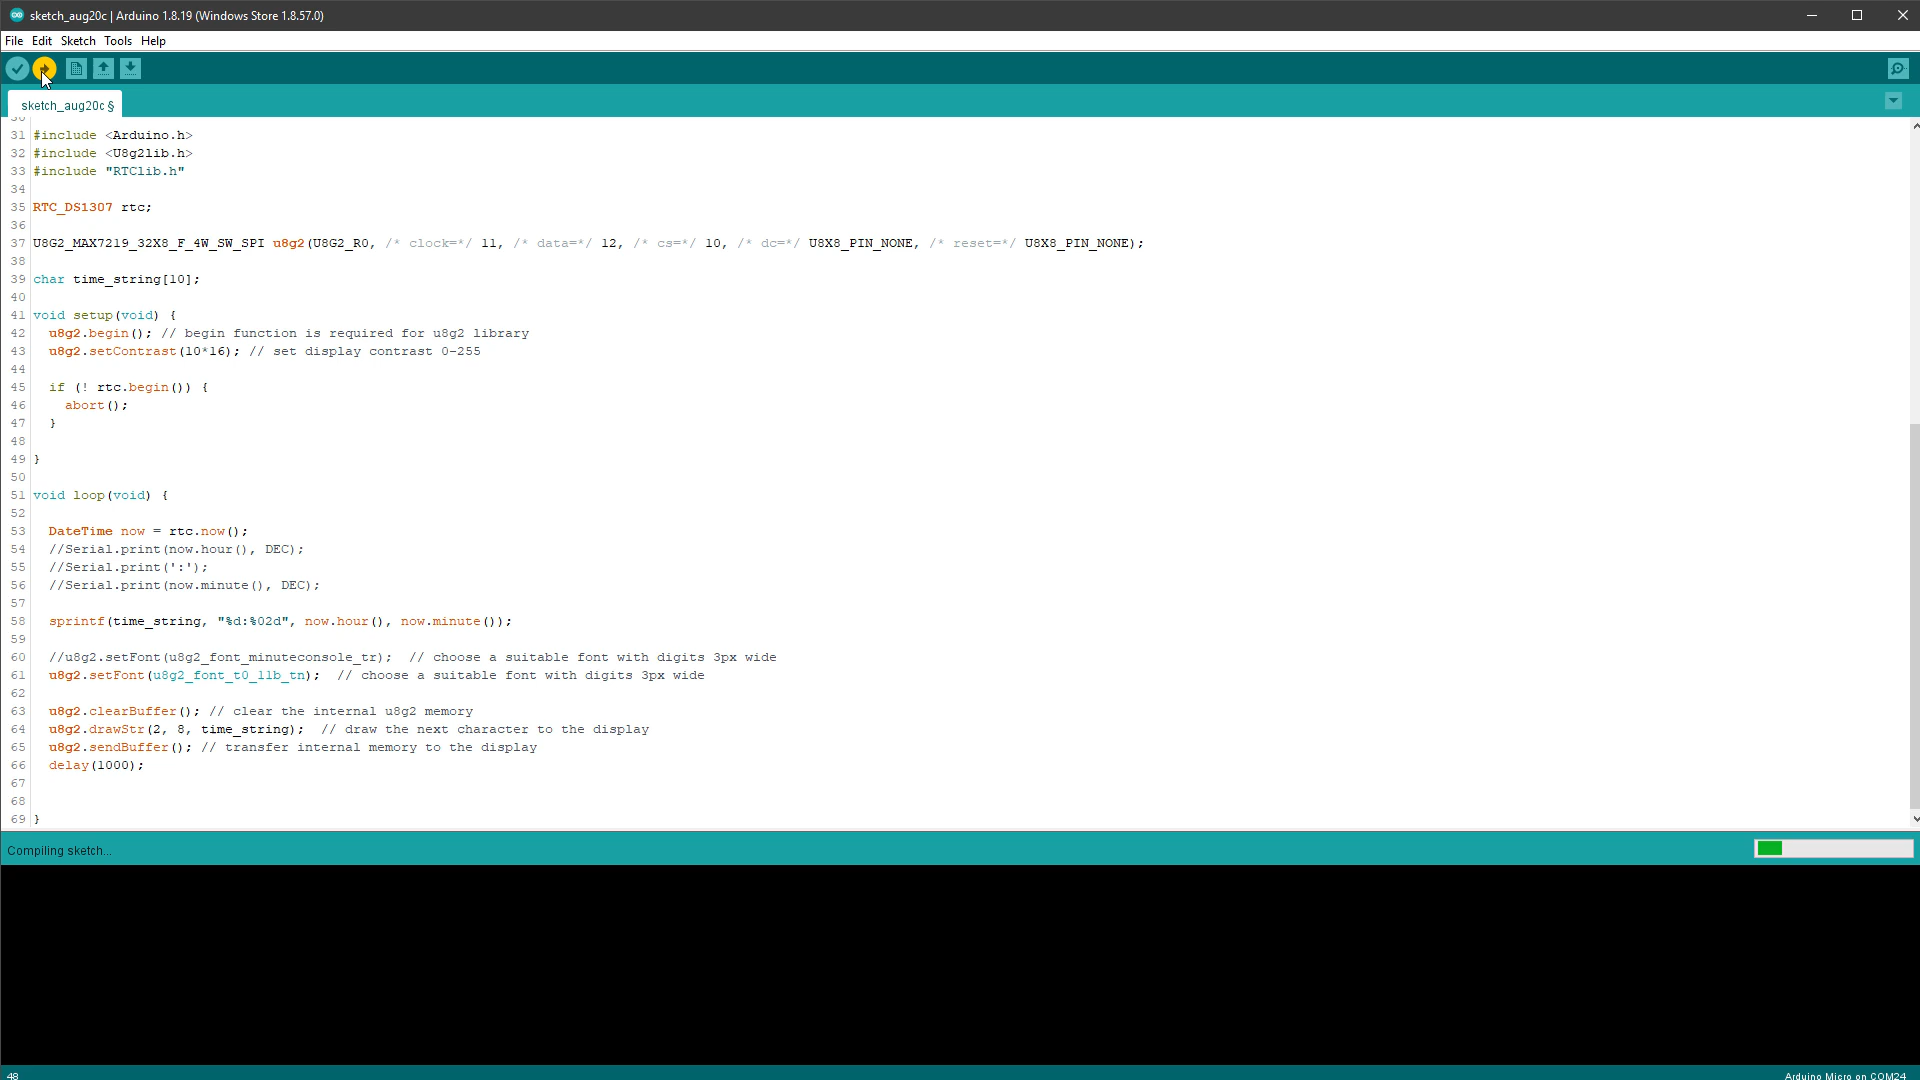 sketch_aug20c | Arduino 1.8.19 (Windows Store 1.8.57.0)
File Edit Sketch Tools Help
sketch_aug20c §
30
31 #include <Arduino.h>
32 #include <U8g2lib.h>
33 #include "RTClib.h"
34
35 RTC_DS1307 rtc;
36
37 U8G2_MAX7219_32X8_F_4W_SW_SPI u8g2(U8G2_R0, /* clock=*/ 11, /* data=*/ 12, /* cs=*/ 10, /* dc=*/ U8X8_PIN_NONE, /* reset=*/ U8X8_PIN_NONE);
38
39 char time_string[10];
40
41 void setup(void) {
42   u8g2.begin(); // begin function is required for u8g2 library
43   u8g2.setContrast(10*16); // set display contrast 0-255
44
45   if (! rtc.begin()) {
46     abort();
47   }
48
49 }
50
51 void loop(void) {
52
53   DateTime now = rtc.now();
54   //Serial.print(now.hour(), DEC);
55   //Serial.print(':');
56   //Serial.print(now.minute(), DEC);
57
58   sprintf(time_string, "%d:%02d", now.hour(), now.minute());
59
60   //u8g2.setFont(u8g2_font_minuteconsole_tr);  // choose a suitable font with digits 3px wide
61   u8g2.setFont(u8g2_font_t0_11b_tn);  // choose a suitable font with digits 3px wide
62
63   u8g2.clearBuffer(); // clear the internal u8g2 memory
64   u8g2.drawStr(2, 8, time_string);  // draw the next character to the display
65   u8g2.sendBuffer(); // transfer internal memory to the display
66   delay(1000);
67
68
69 }
Compiling sketch...
48
Arduino Micro on COM24